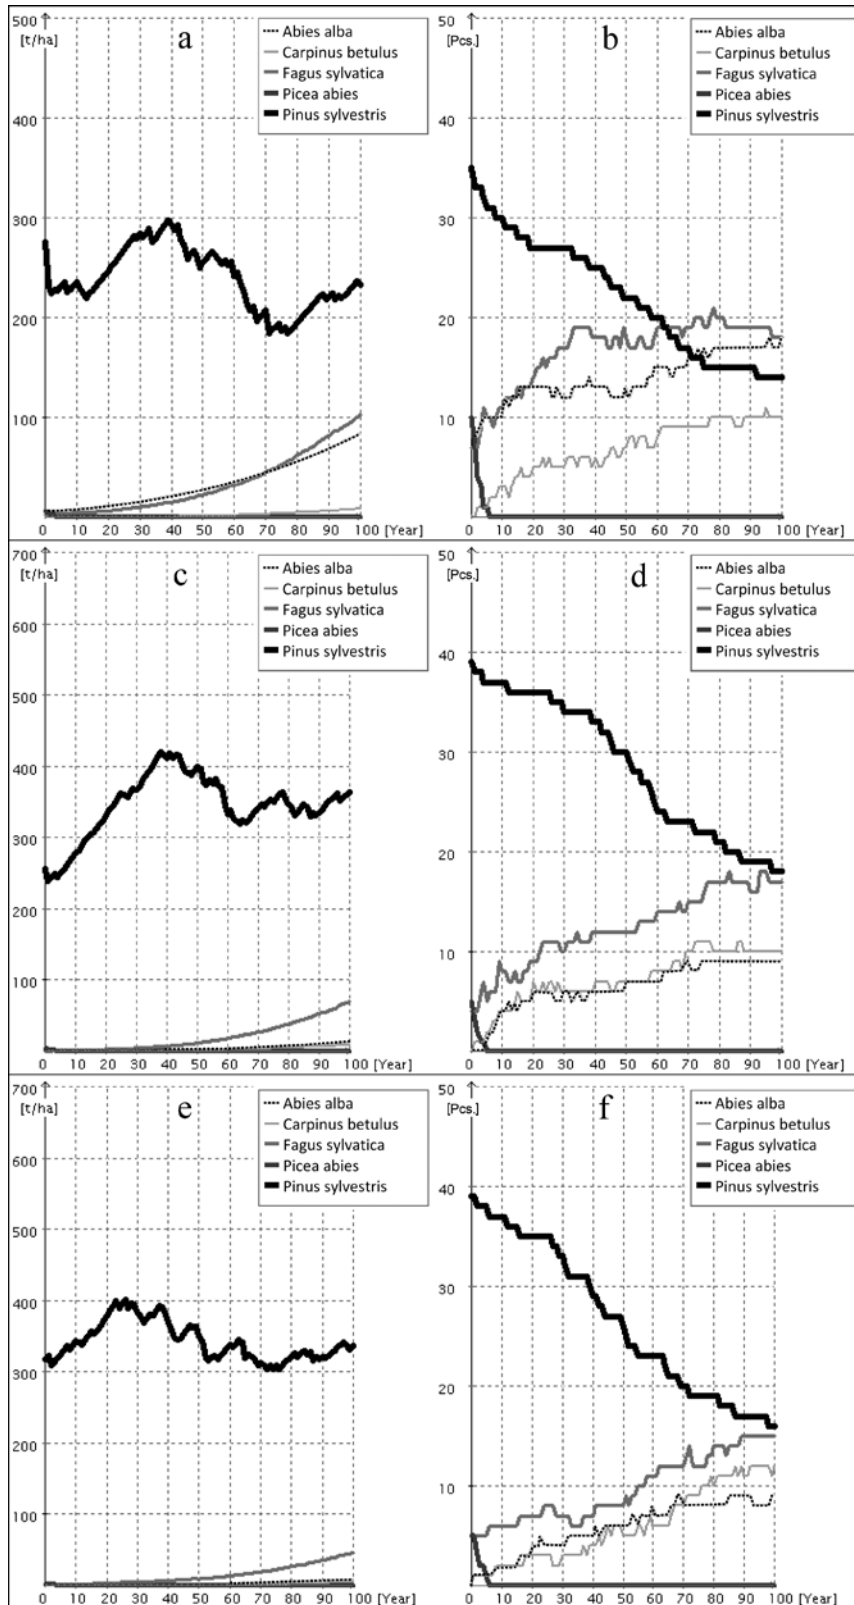 500
[t/ha]
a
Abies alba
Carpinus betulus
Fagus sylvatica
Picea abies
Pinus sylvestris
400
300
200
100
0 10 20 30 40 50 60 70 80 90 100 [Year]
50
[Pcs.]
b
Abies alba
Carpinus betulus
Fagus sylvatica
Picea abies
Pinus sylvestris
40
30
20
10
0 10 20 30 40 50 60 70 80 90 100 [Year]
700
[t/ha]
c
Abies alba
Carpinus betulus
Fagus sylvatica
Picea abies
Pinus sylvestris
600
500
400
300
200
100
0 10 20 30 40 50 60 70 80 90 100 [Year]
50
[Pcs.]
d
Abies alba
Carpinus betulus
Fagus sylvatica
Picea abies
Pinus sylvestris
40
30
20
10
0 10 20 30 40 50 60 70 80 90 100 [Year]
700
[t/ha]
e
Abies alba
Carpinus betulus
Fagus sylvatica
Picea abies
Pinus sylvestris
600
500
400
300
200
100
0 10 20 30 40 50 60 70 80 90 100 [Year]
50
[Pcs.]
f
Abies alba
Carpinus betulus
Fagus sylvatica
Picea abies
Pinus sylvestris
40
30
20
10
0 10 20 30 40 50 60 70 80 90 100 [Year]